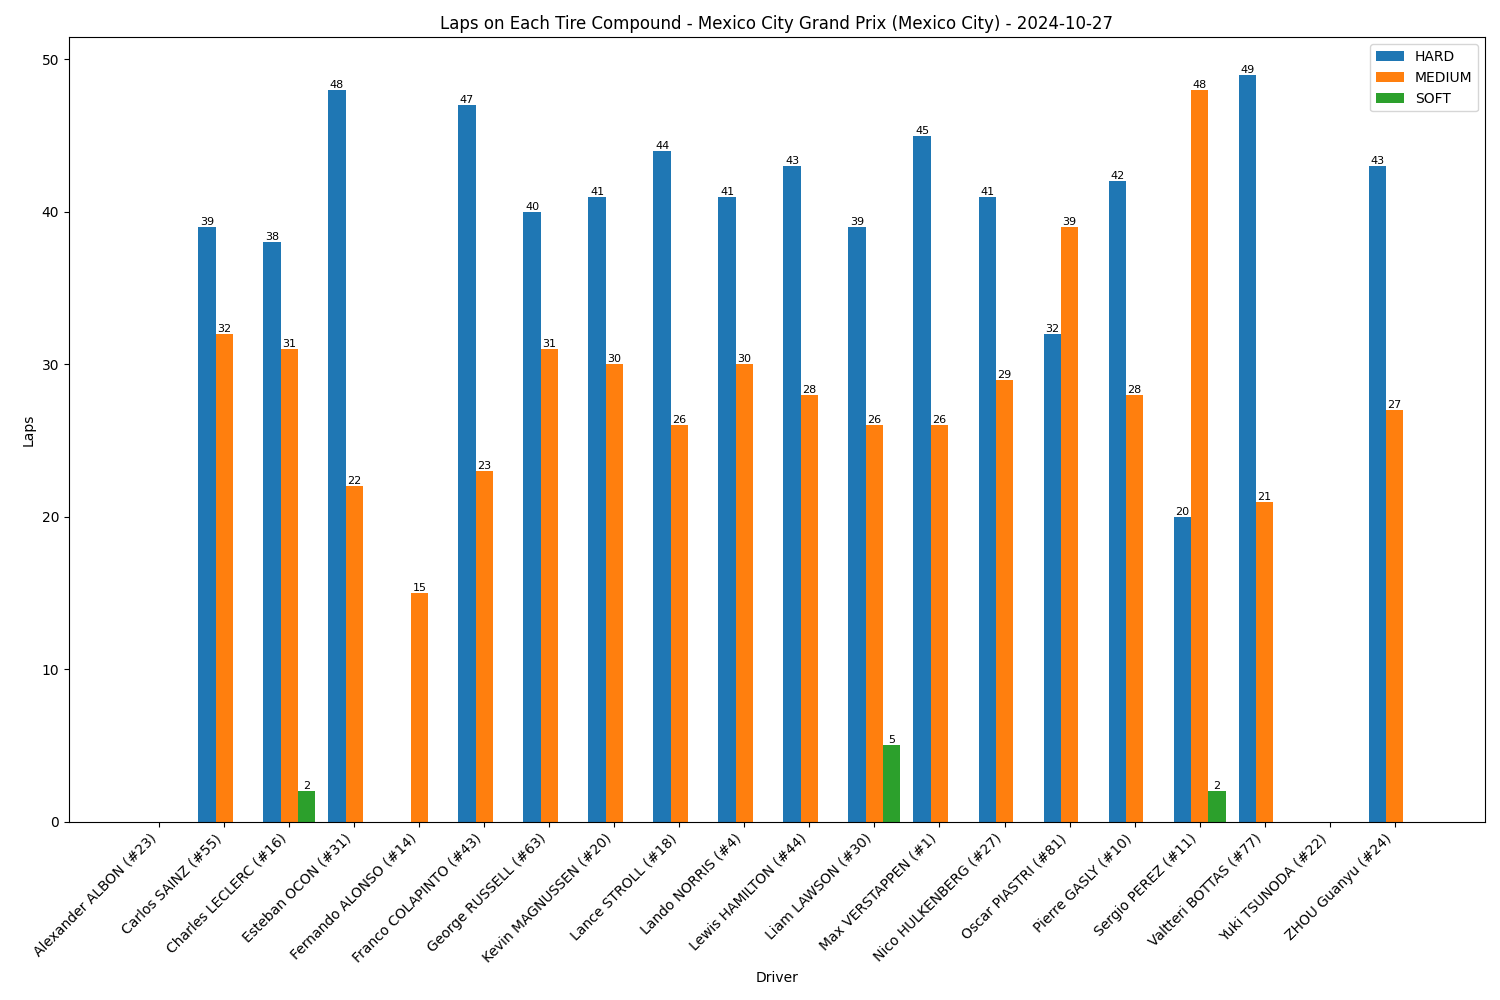 Laps on Each Tire Compound - Mexico City Grand Prix (Mexico City) - 2024-10-27
HARD
MEDIUM
SOFT
Laps
50
40
30
20
10
0
39
32
38
31
2
48
22
15
47
23
40
31
41
30
44
26
41
30
43
28
39
26
5
45
26
41
29
32
39
42
28
20
48
2
49
21
43
27
Alexander ALBON (#23)
Carlos SAINZ (#55)
Charles LECLERC (#16)
Esteban OCON (#31)
Fernando ALONSO (#14)
Franco COLAPINTO (#43)
George RUSSELL (#63)
Kevin MAGNUSSEN (#20)
Lance STROLL (#18)
Lando NORRIS (#4)
Lewis HAMILTON (#44)
Liam LAWSON (#30)
Max VERSTAPPEN (#1)
Nico HULKENBERG (#27)
Oscar PIASTRI (#81)
Pierre GASLY (#10)
Sergio PEREZ (#11)
Valtteri BOTTAS (#77)
Yuki TSUNODA (#22)
ZHOU Guanyu (#24)
Driver